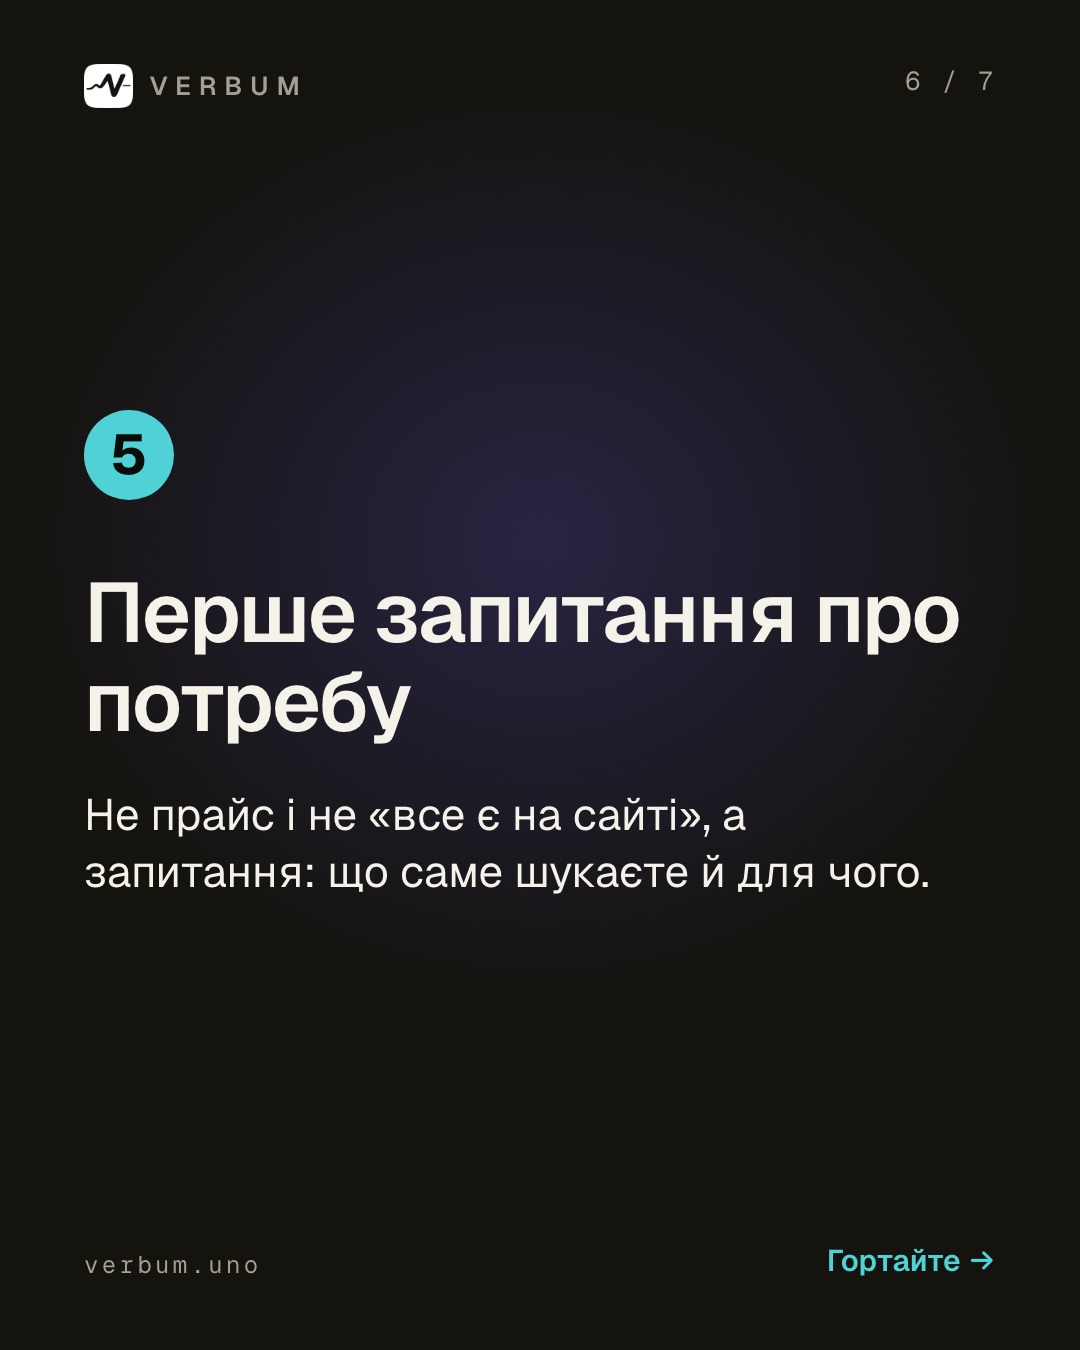 VERBUM
6 / 7
5
Перше запитання про
потребу
Не прайс і не «все є на сайті», а
запитання: що саме шукаєте й для чого.
verbum.uno
Гортайте →